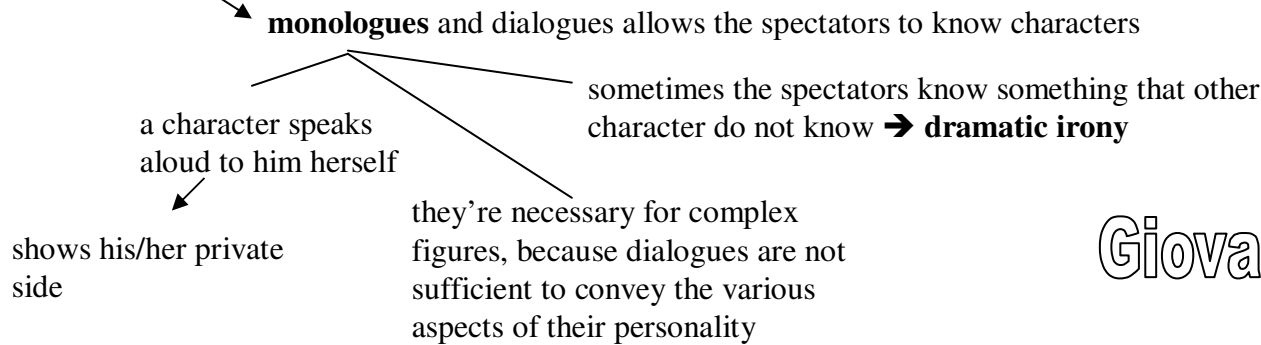 monologues and dialogues allows the spectators to know characters
sometimes the spectators know something that other
character do not know ➔ dramatic irony
a character speaks
aloud to him herself
shows his/her private
side
they're necessary for complex
figures, because dialogues are not
sufficient to convey the various
aspects of their personality
Giova